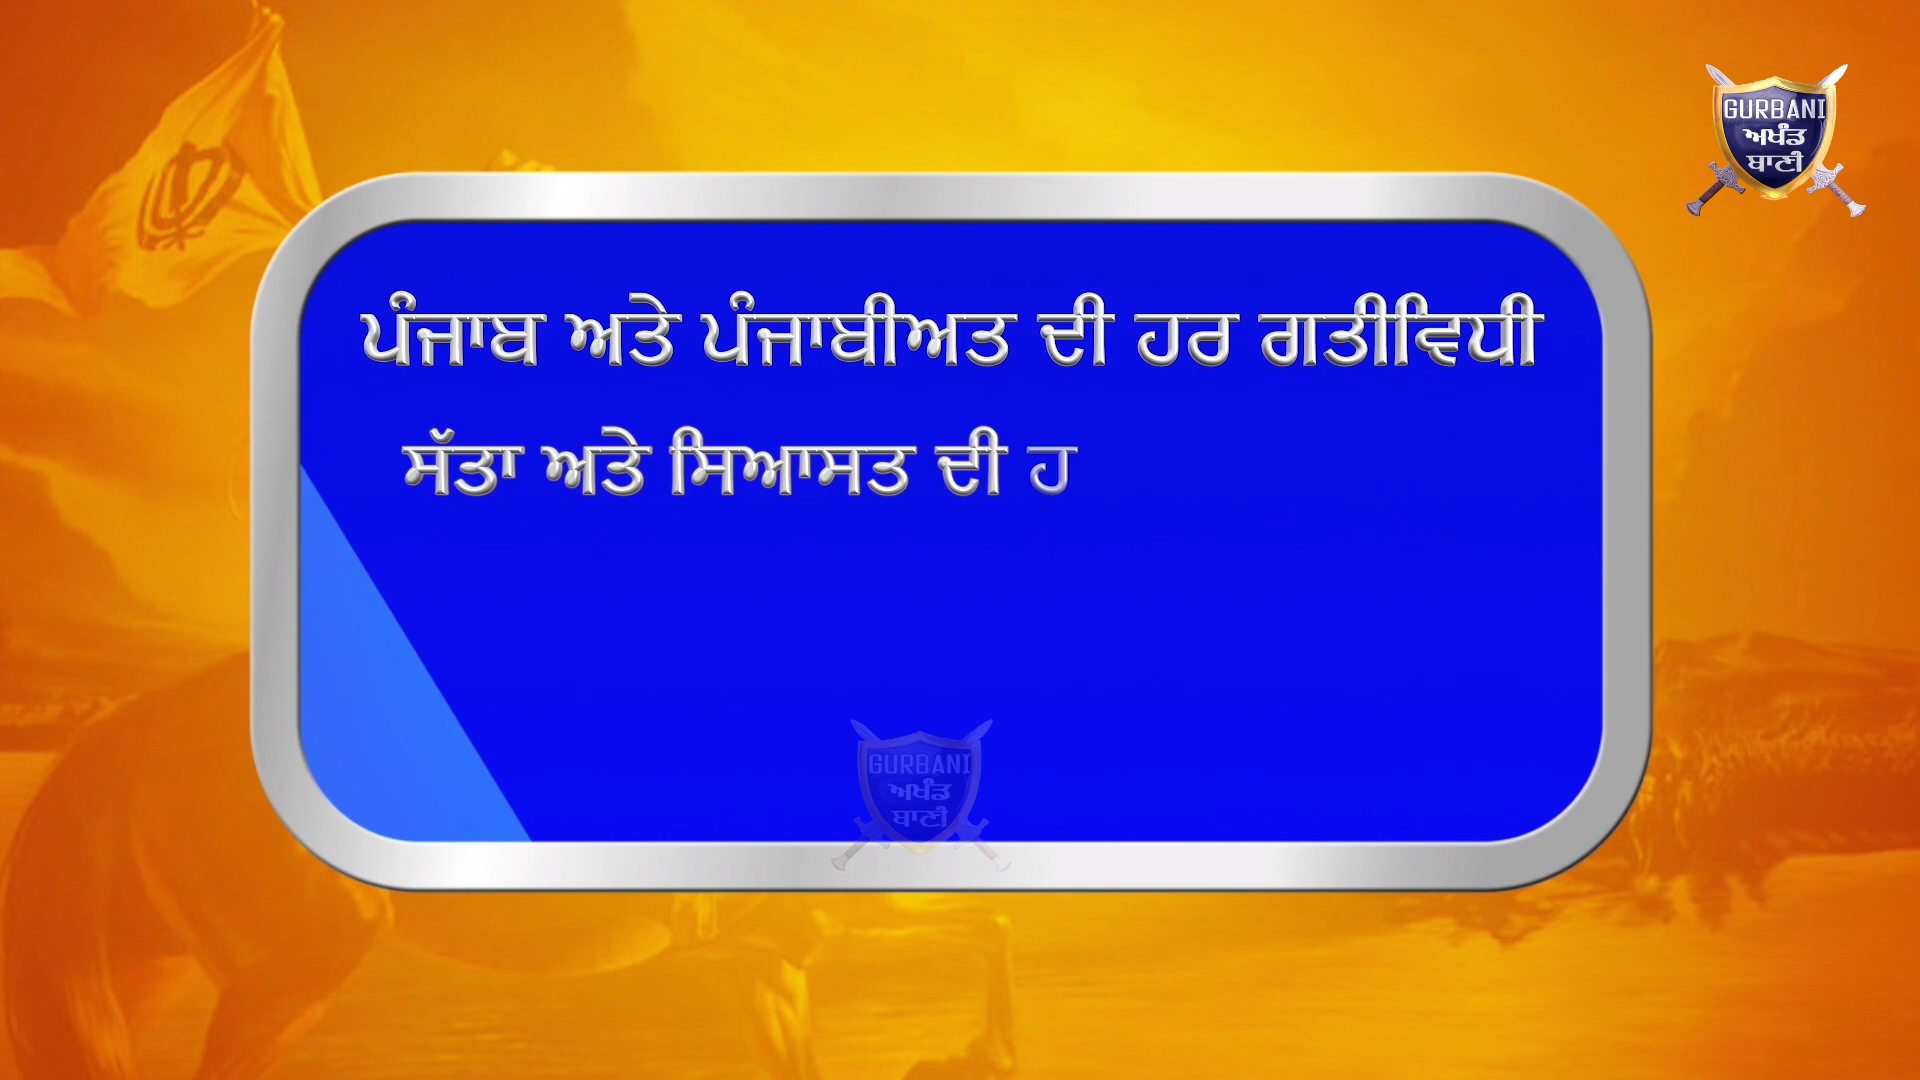 GURBANI
ਅਖੰਡ
ਬਾਣੀ
ਪੰਜਾਬ ਅਤੇ ਪੰਜਾਬੀਅਤ ਦੀ ਹਰ ਗਤੀਵਿਧੀ
ਸੱਤਾ ਅਤੇ ਸਿਆਸਤ ਦੀ ਹ
GURBANI
ਅਖੰਡ
ਬਾਣੀ